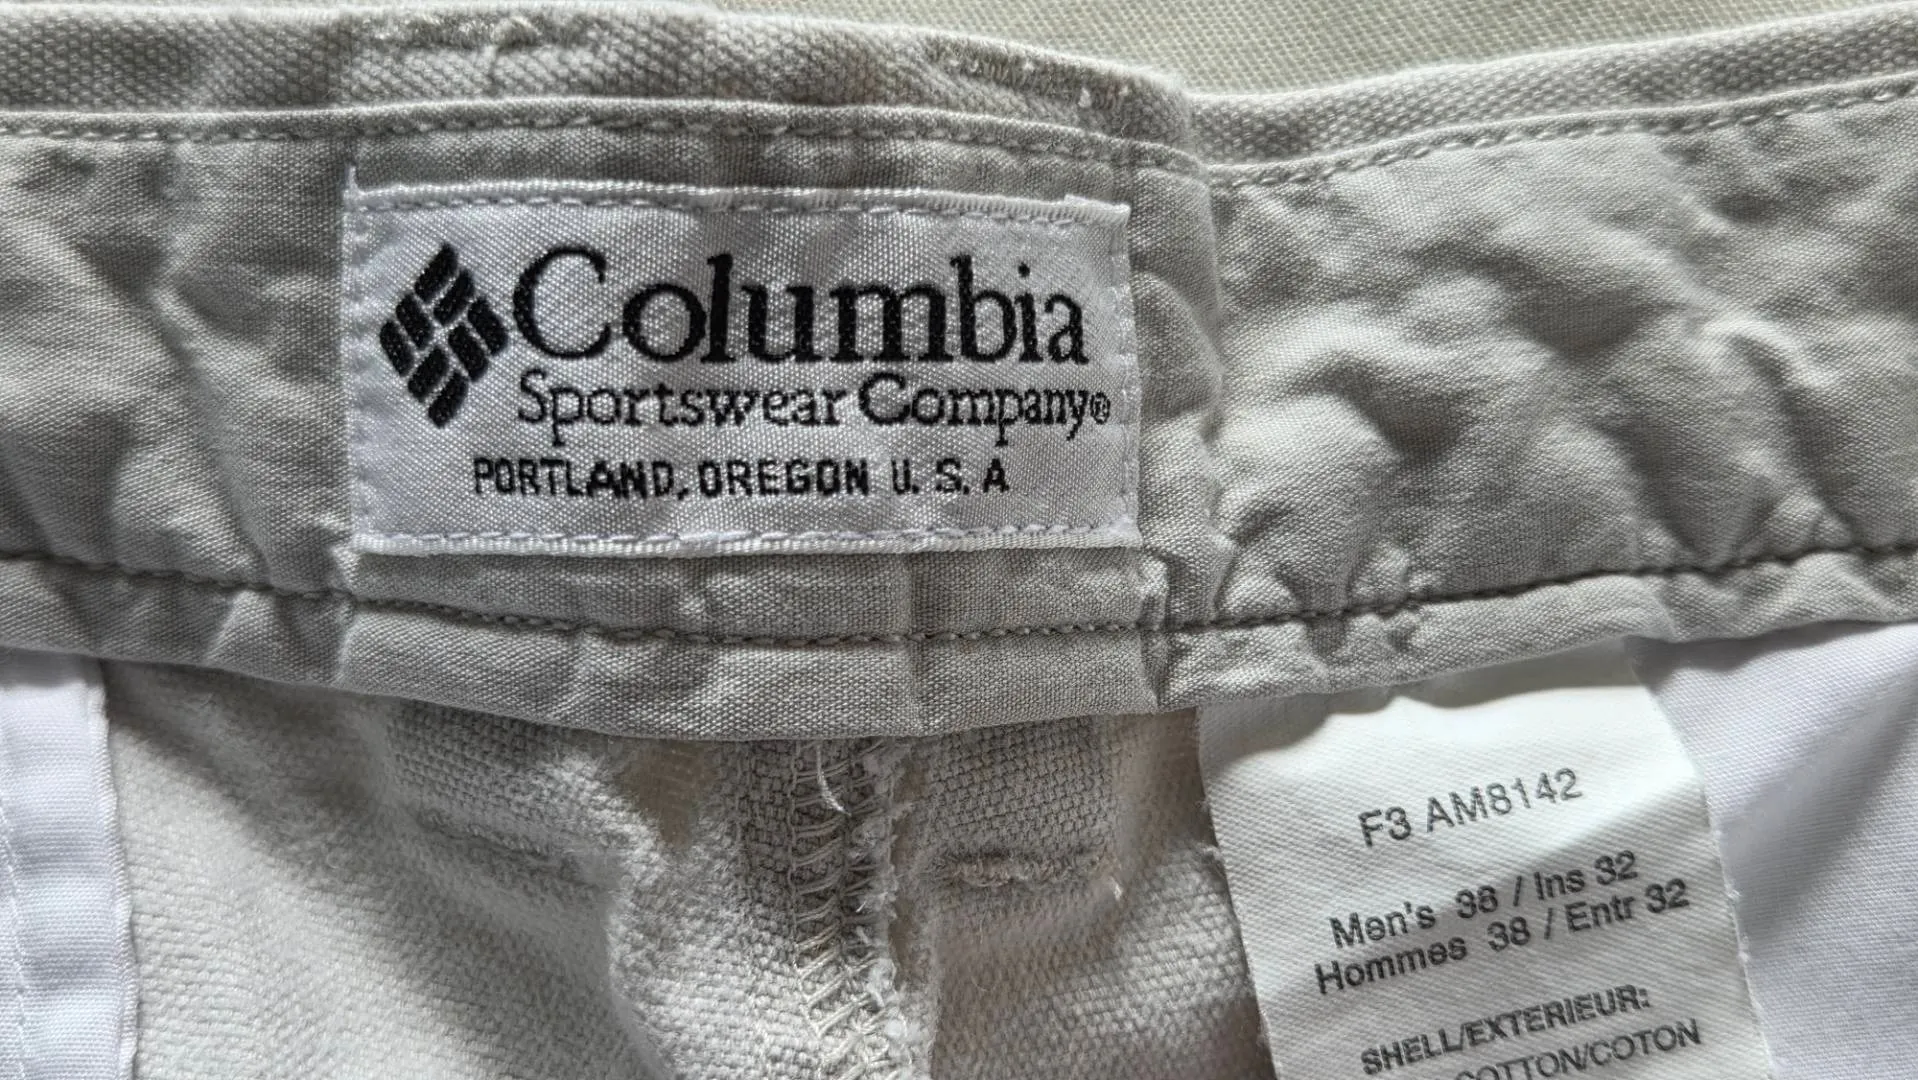 Columbia
Sportswear Company®
PORTLAND, OREGON U. S. A
F3 AM8142
Men's 38 / Ins 32
Hommes 38 / Entr 32
SHELL/EXTERIEUR:
COTTON/COTON